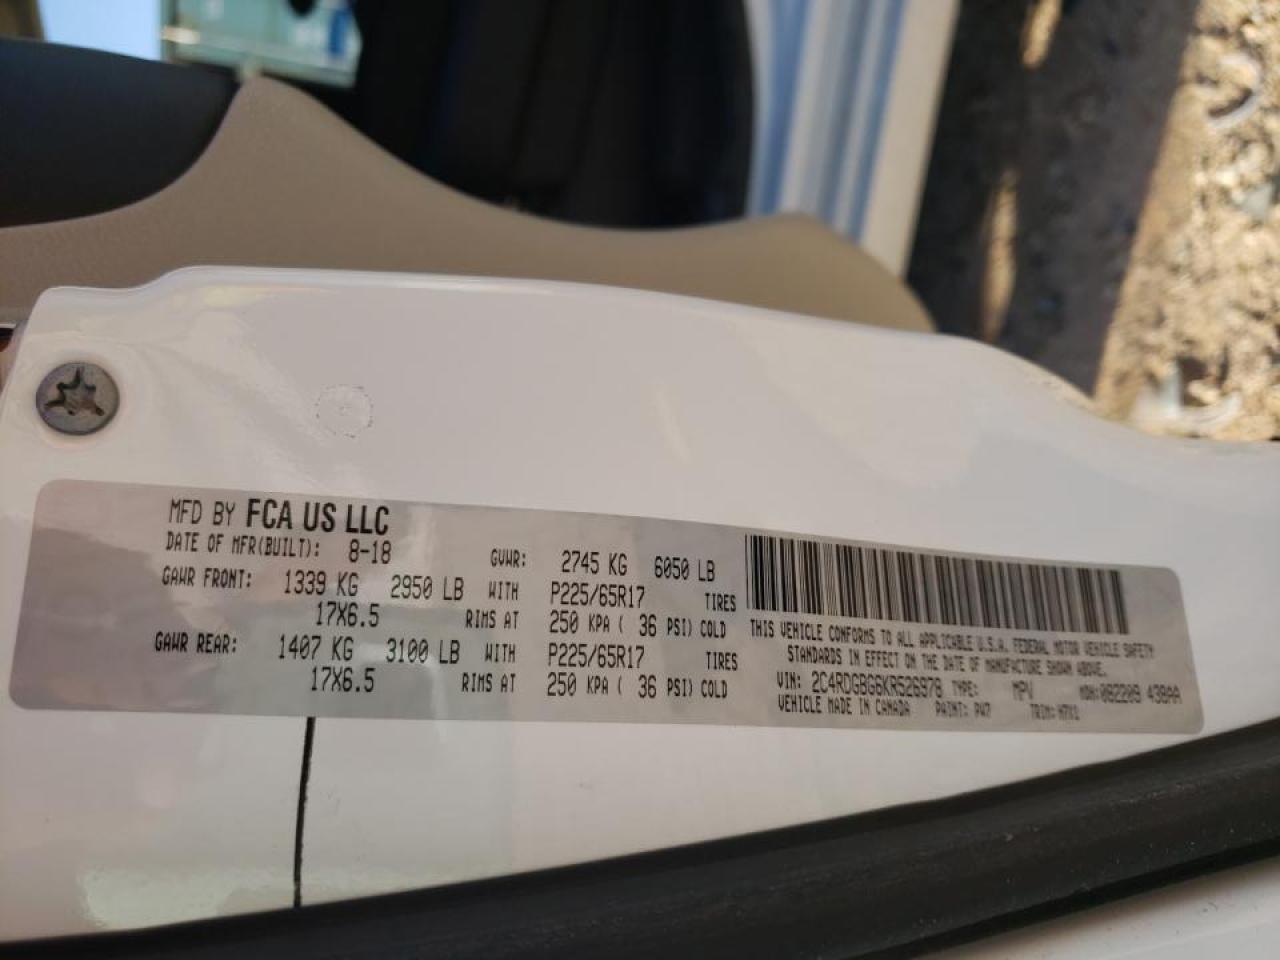 MFD BY FCA US LLC
DATE OF MFR(BUILT): 8-18 GVWR: 2745 KG 6050 LB
GAWR FRONT: 1339 KG 2950 LB WITH P225/65R17 TIRES
17X6.5 RIMS AT 250 KPA ( 36 PSI) COLD
GAWR REAR: 1407 KG 3100 LB WITH P225/65R17 TIRES
17X6.5 RIMS AT 250 KPA ( 36 PSI) COLD
THIS VEHICLE CONFORMS TO ALL APPLICABLE U.S.A. FEDERAL MOTOR VEHICLE SAFETY
STANDARDS IN EFFECT ON THE DATE OF MANUFACTURE SHOWN ABOVE.
VIN: 2C4RDGBG6KR526978 TYPE: MPV MDH: 082209 438AA
VEHICLE MADE IN CANADA PAINT: PW7 TRIM: